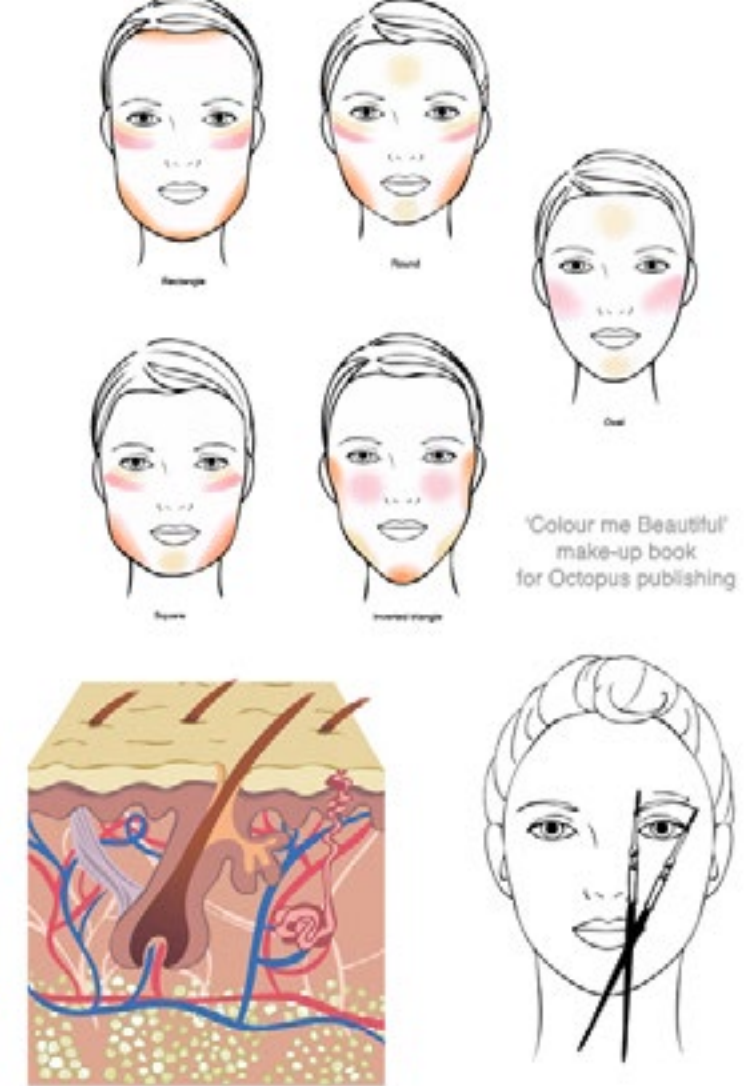 Rectangle
Round
Oval
'Colour me Beautiful'
make-up book
for Octopus publishing
Square
Inverted triangle